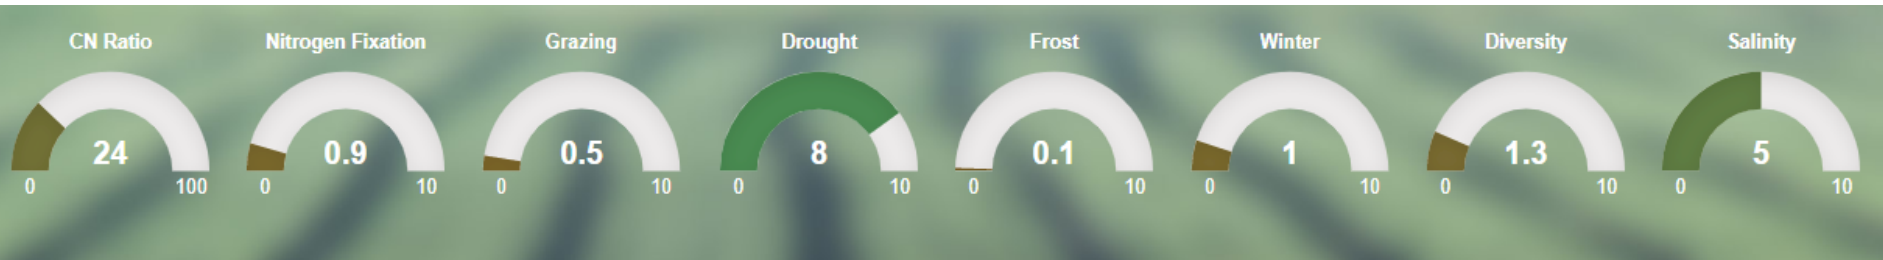 CN Ratio Nitrogen Fixation Grazing Drought Frost Winter Diversity Salinity
24 0.9 0.5 8 0.1 1 1.3 5
0 100 0 10 0 10 0 10 0 10 0 10 0 10 0 10